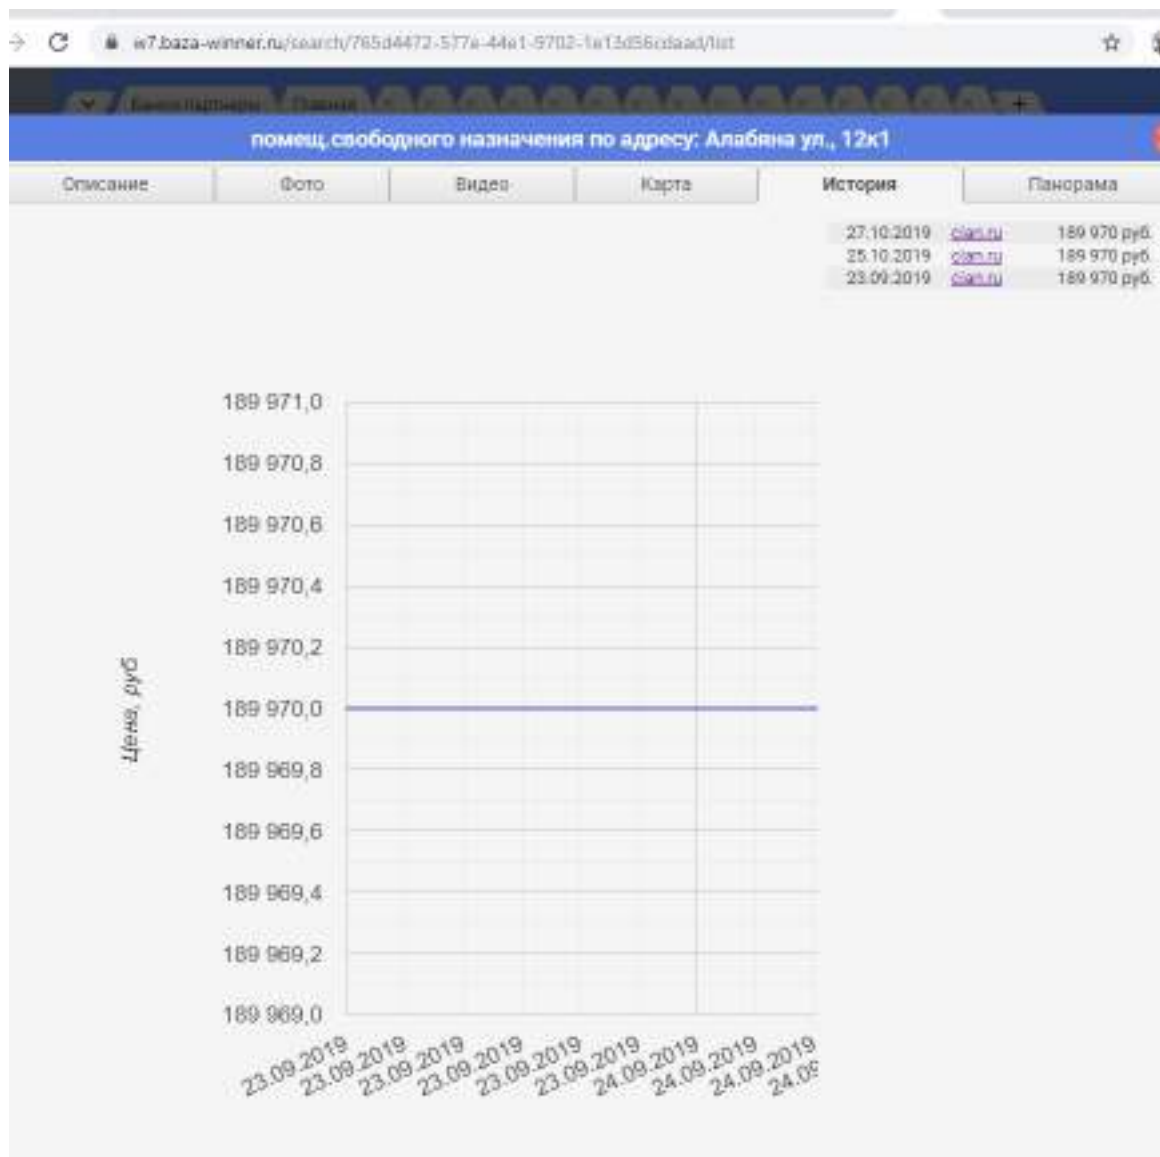 w7.baza-winner.ru/search/765d4472-577e-44e1-9702-1e13d56cdaad/list
Банки партнеры Главная
помещ.свободного назначения по адресу: Алабяна ул., 12к1
Описание Фото Видео Карта История Панорама
27.10.2019 cian.ru 189 970 руб.
25.10.2019 cian.ru 189 970 руб.
23.09.2019 cian.ru 189 970 руб.
189 971,0
189 970,8
189 970,6
189 970,4
189 970,2
Цена, руб
189 970,0
189 969,8
189 969,6
189 969,4
189 969,2
189 969,0
23.09.2019
23.09.2019
23.09.2019
23.09.2019
23.09.2019
23.09.2019
24.09.2019
24.09.2019
24.09.2019
24.09